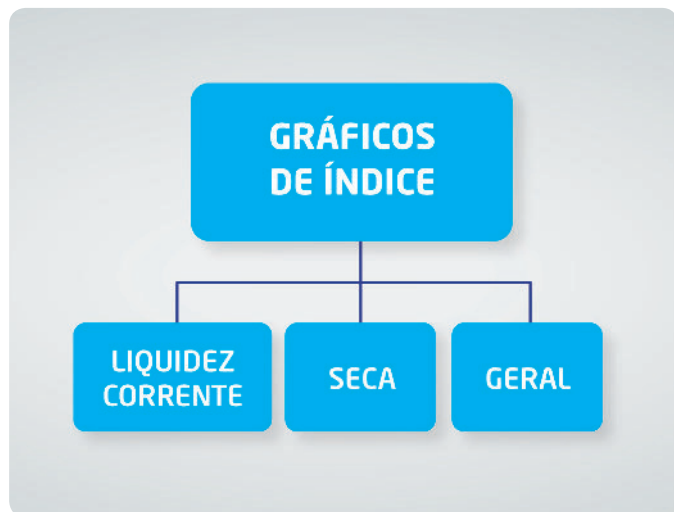 GRÁFICOS
DE ÍNDICE
LIQUIDEZ
CORRENTE
SECA
GERAL